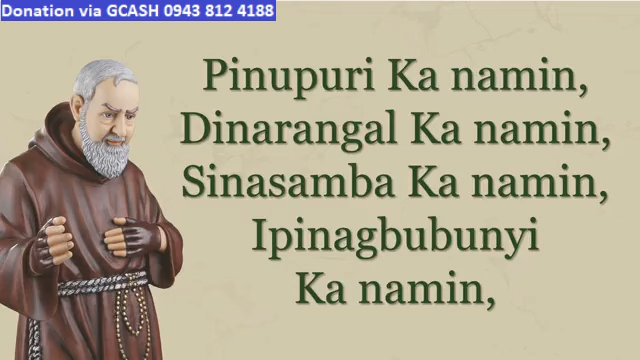 Donation via GCASH 0943 812 4188
Pinupuri Ka namin,
Dinarangal Ka namin,
Sinasamba Ka namin,
Ipinagbubunyi
Ka namin,